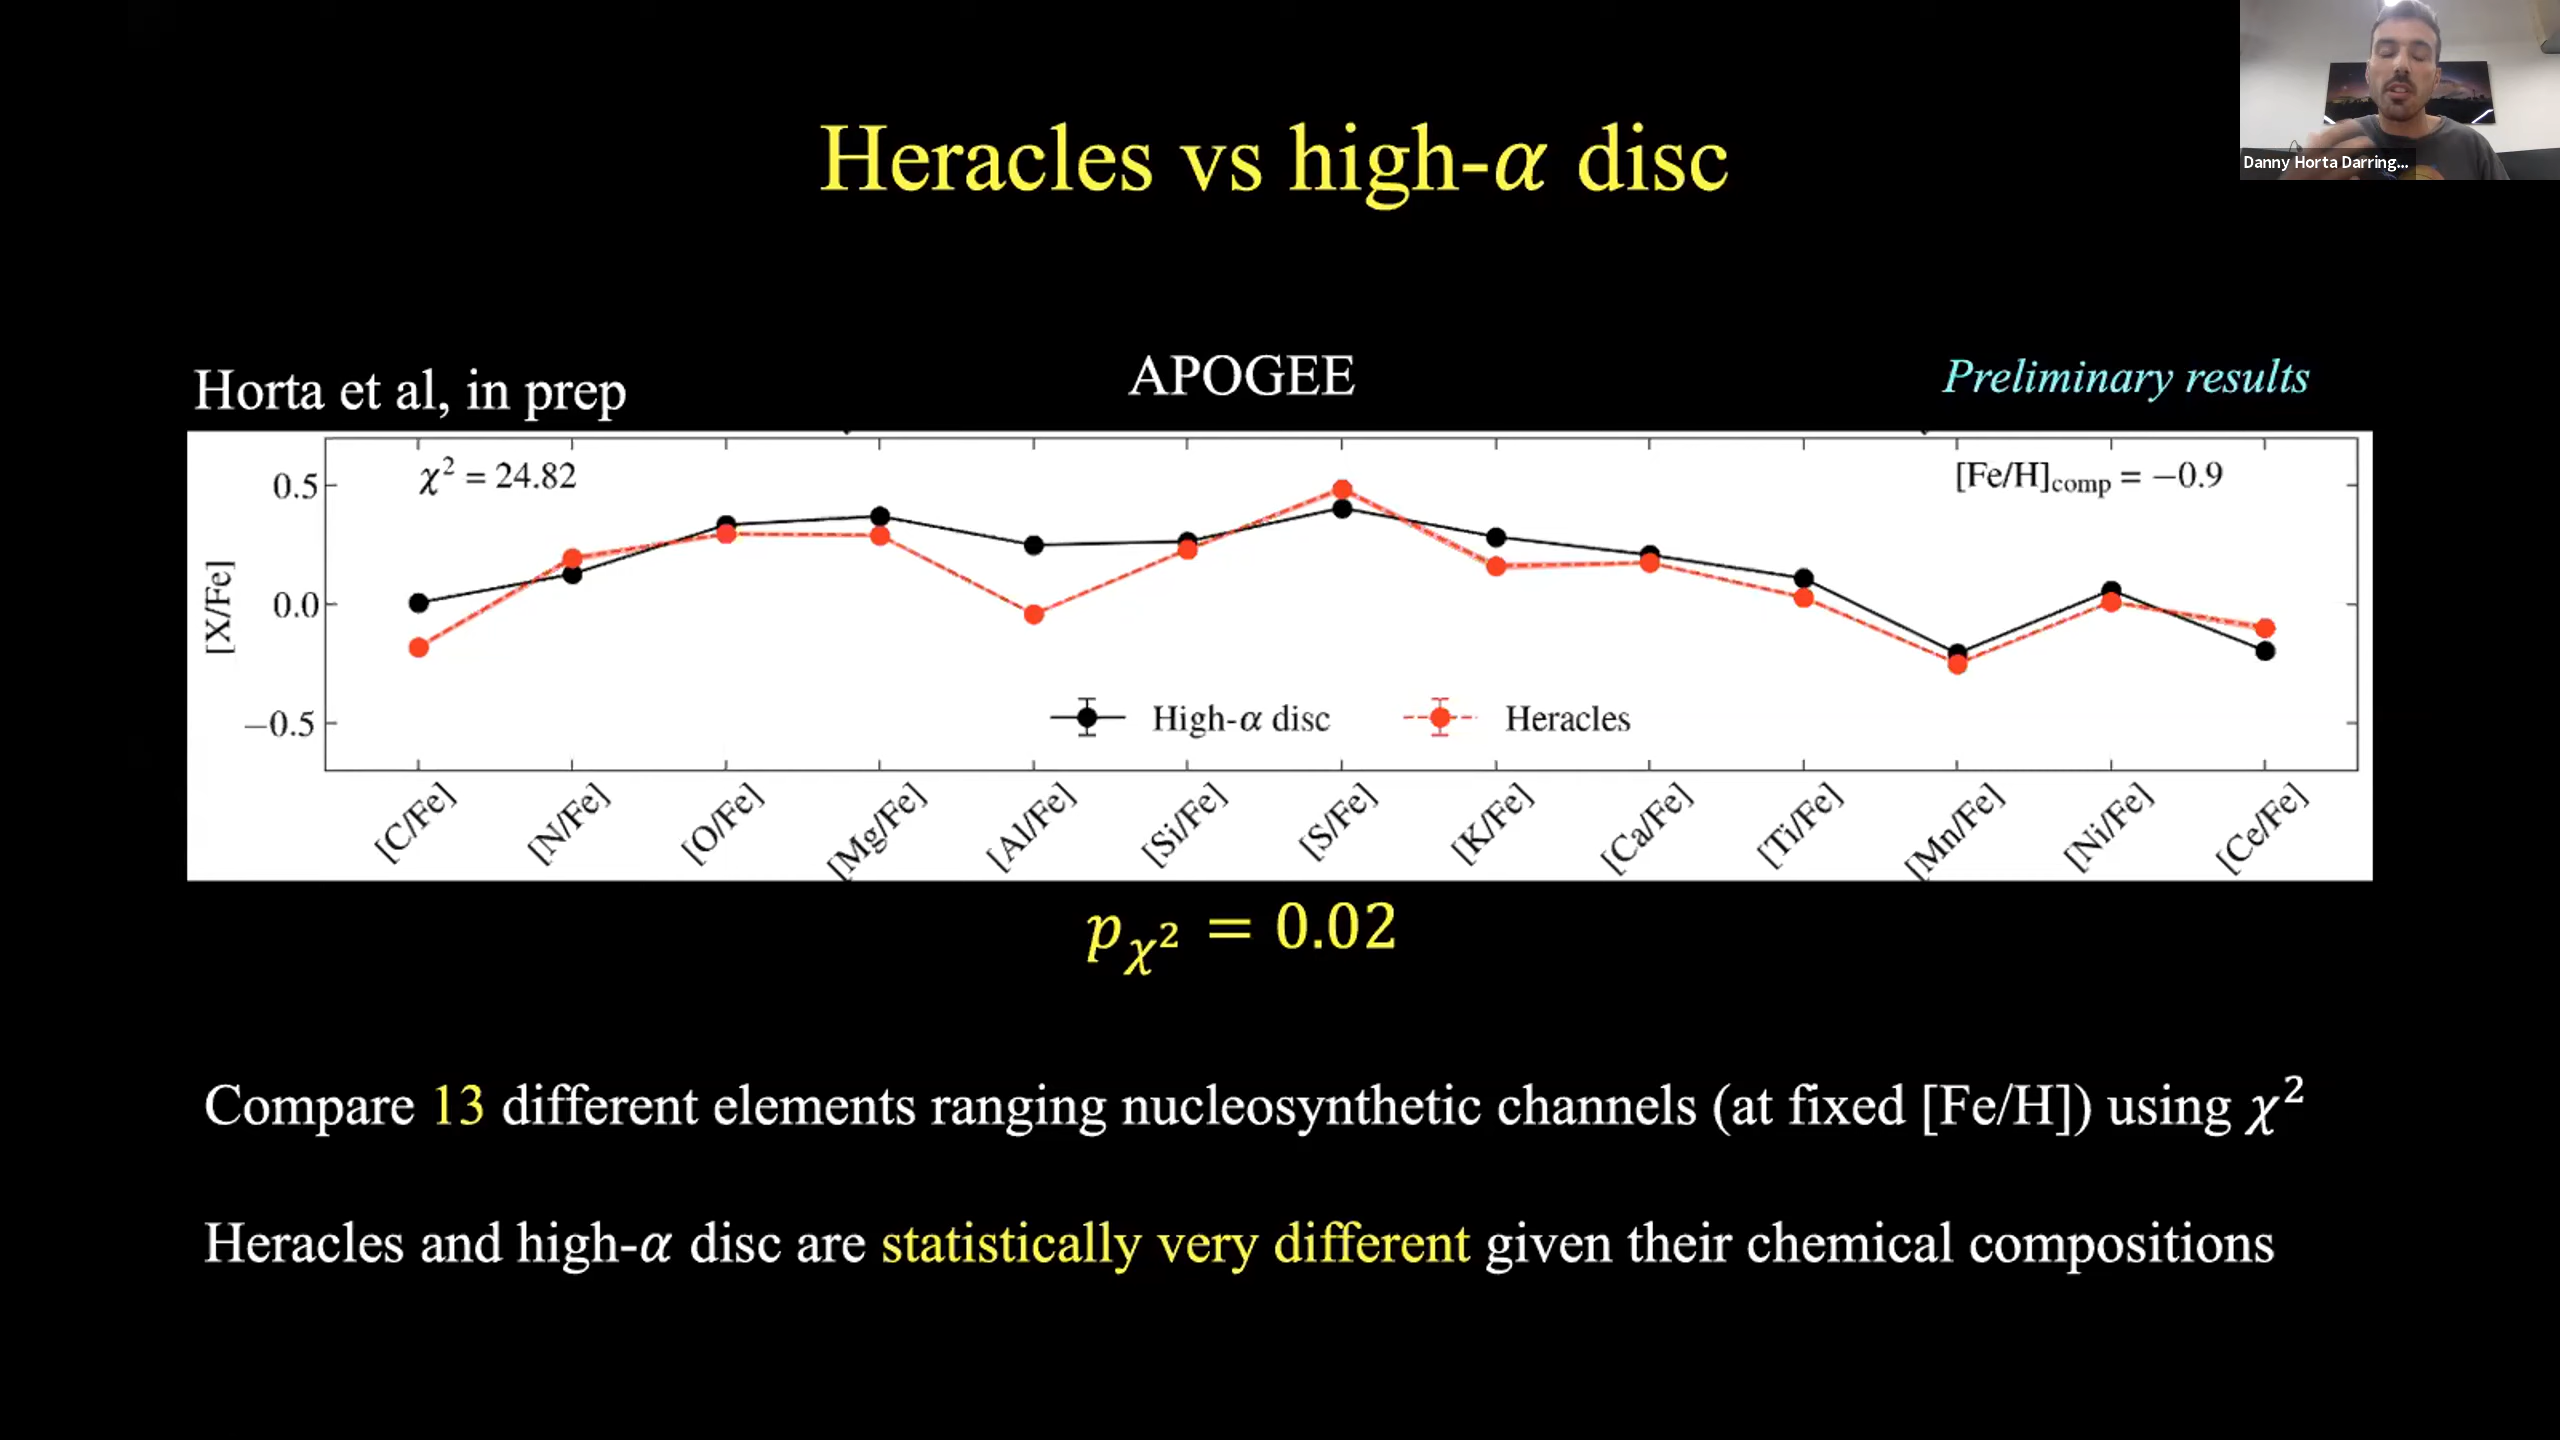 Heracles vs high-α disc
Danny Horta Darring...
Horta et al, in prep
APOGEE
Preliminary results
χ² = 24.82
[Fe/H]comp = −0.9
[X/Fe]
0.5
0.0
−0.5
High-α disc
Heracles
[C/Fe]
[N/Fe]
[O/Fe]
[Mg/Fe]
[Al/Fe]
[Si/Fe]
[S/Fe]
[K/Fe]
[Ca/Fe]
[Ti/Fe]
[Mn/Fe]
[Ni/Fe]
[Ce/Fe]
pχ² = 0.02
Compare 13 different elements ranging nucleosynthetic channels (at fixed [Fe/H]) using χ²
Heracles and high-α disc are statistically very different given their chemical compositions